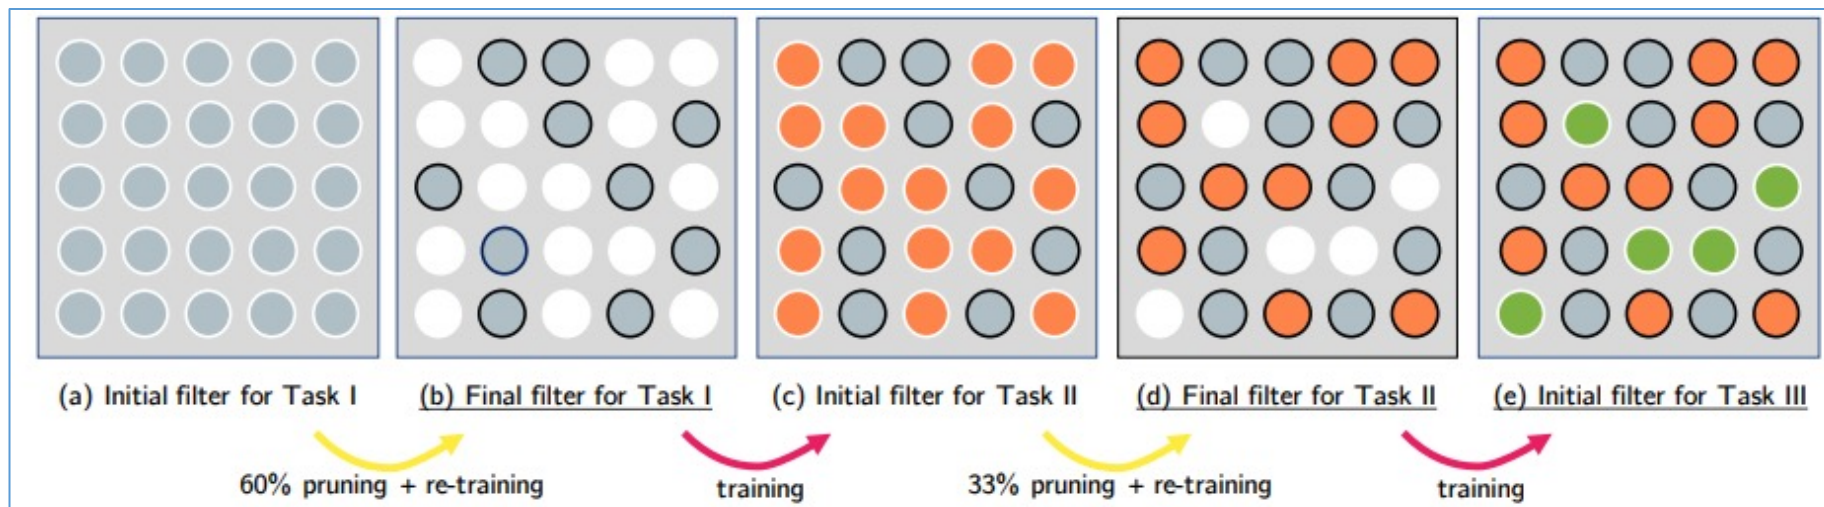 (a) Initial filter for Task I
(b) Final filter for Task I
(c) Initial filter for Task II
(d) Final filter for Task II
(e) Initial filter for Task III
60% pruning + re-training
training
33% pruning + re-training
training